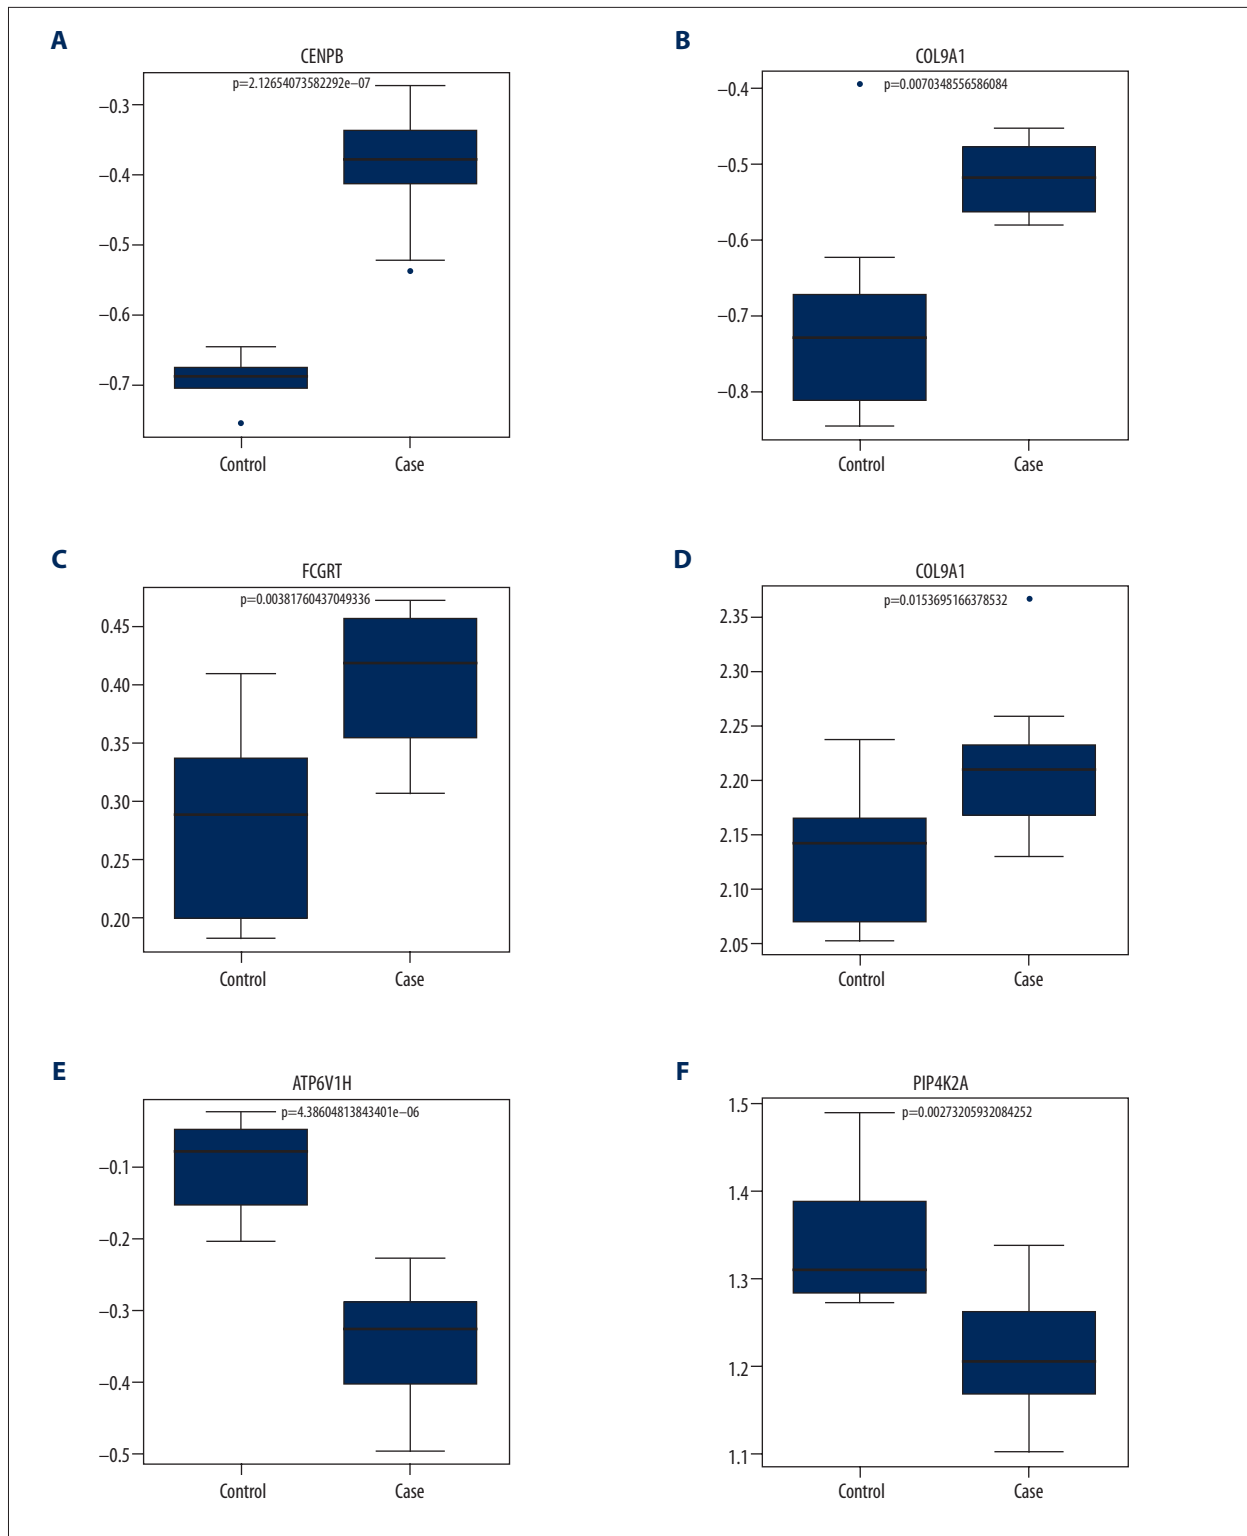 A
CENPB
p=2.12654073582292e−07
−0.3
−0.4
−0.5
−0.6
−0.7
Control Case
B
COL9A1
p=0.0070348556586084
−0.4
−0.5
−0.6
−0.7
−0.8
Control Case
C
FCGRT
p=0.00381760437049336
0.45
0.40
0.35
0.30
0.25
0.20
Control Case
D
COL9A1
p=0.0153695166378532
2.35
2.30
2.25
2.20
2.15
2.10
2.05
Control Case
E
ATP6V1H
p=4.38604813843401e−06
−0.1
−0.2
−0.3
−0.4
−0.5
Control Case
F
PIP4K2A
p=0.00273205932084252
1.5
1.4
1.3
1.2
1.1
Control Case